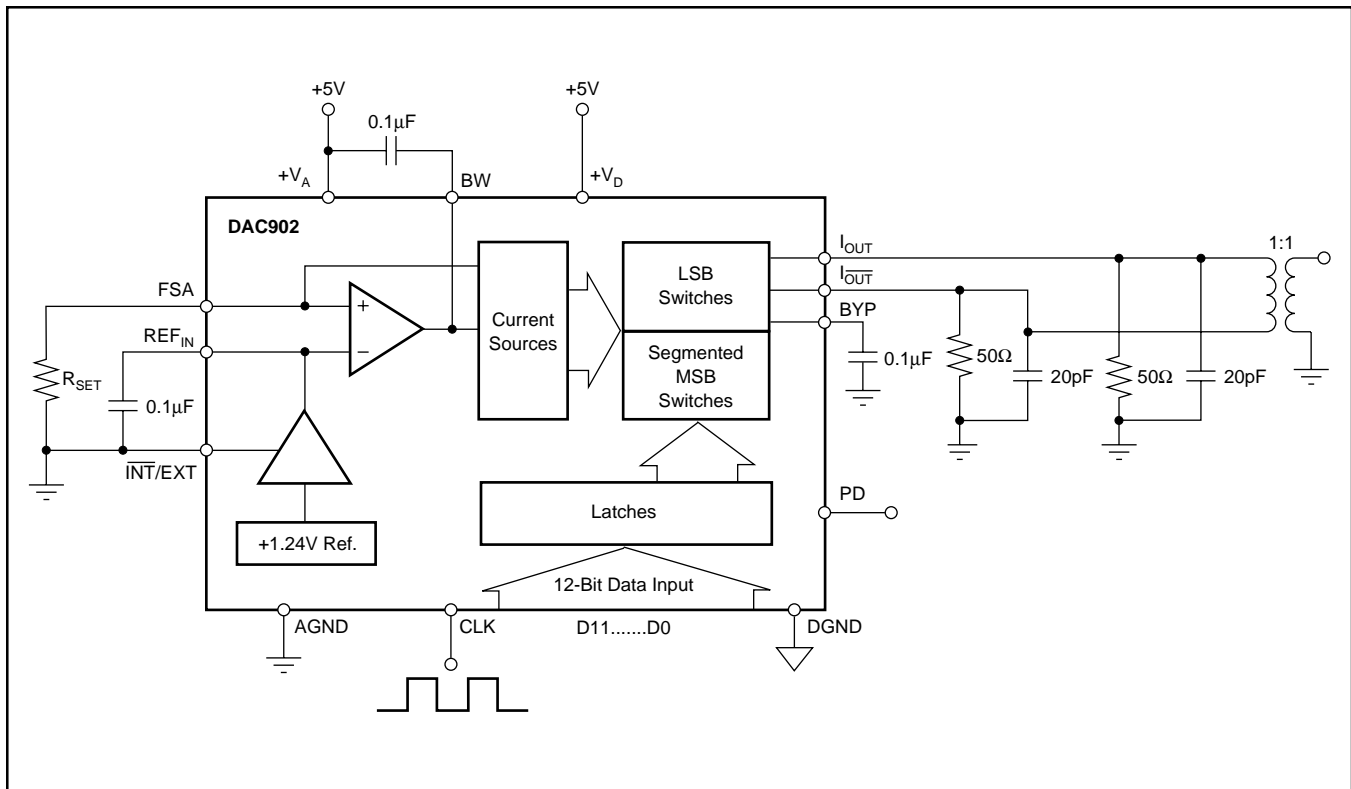 +5V
+5V
0.1µF
+VA
BW
+VD
DAC902
IOUT
1:1
FSA
LSB
Switches
I̅O̅U̅T̅
REFIN
Current
Sources
BYP
Segmented
MSB
Switches
RSET
0.1µF
0.1µF
50Ω
20pF
50Ω
20pF
I̅N̅T̅/EXT
+1.24V Ref.
Latches
PD
12-Bit Data Input
AGND
CLK
D11.......D0
DGND
+
−